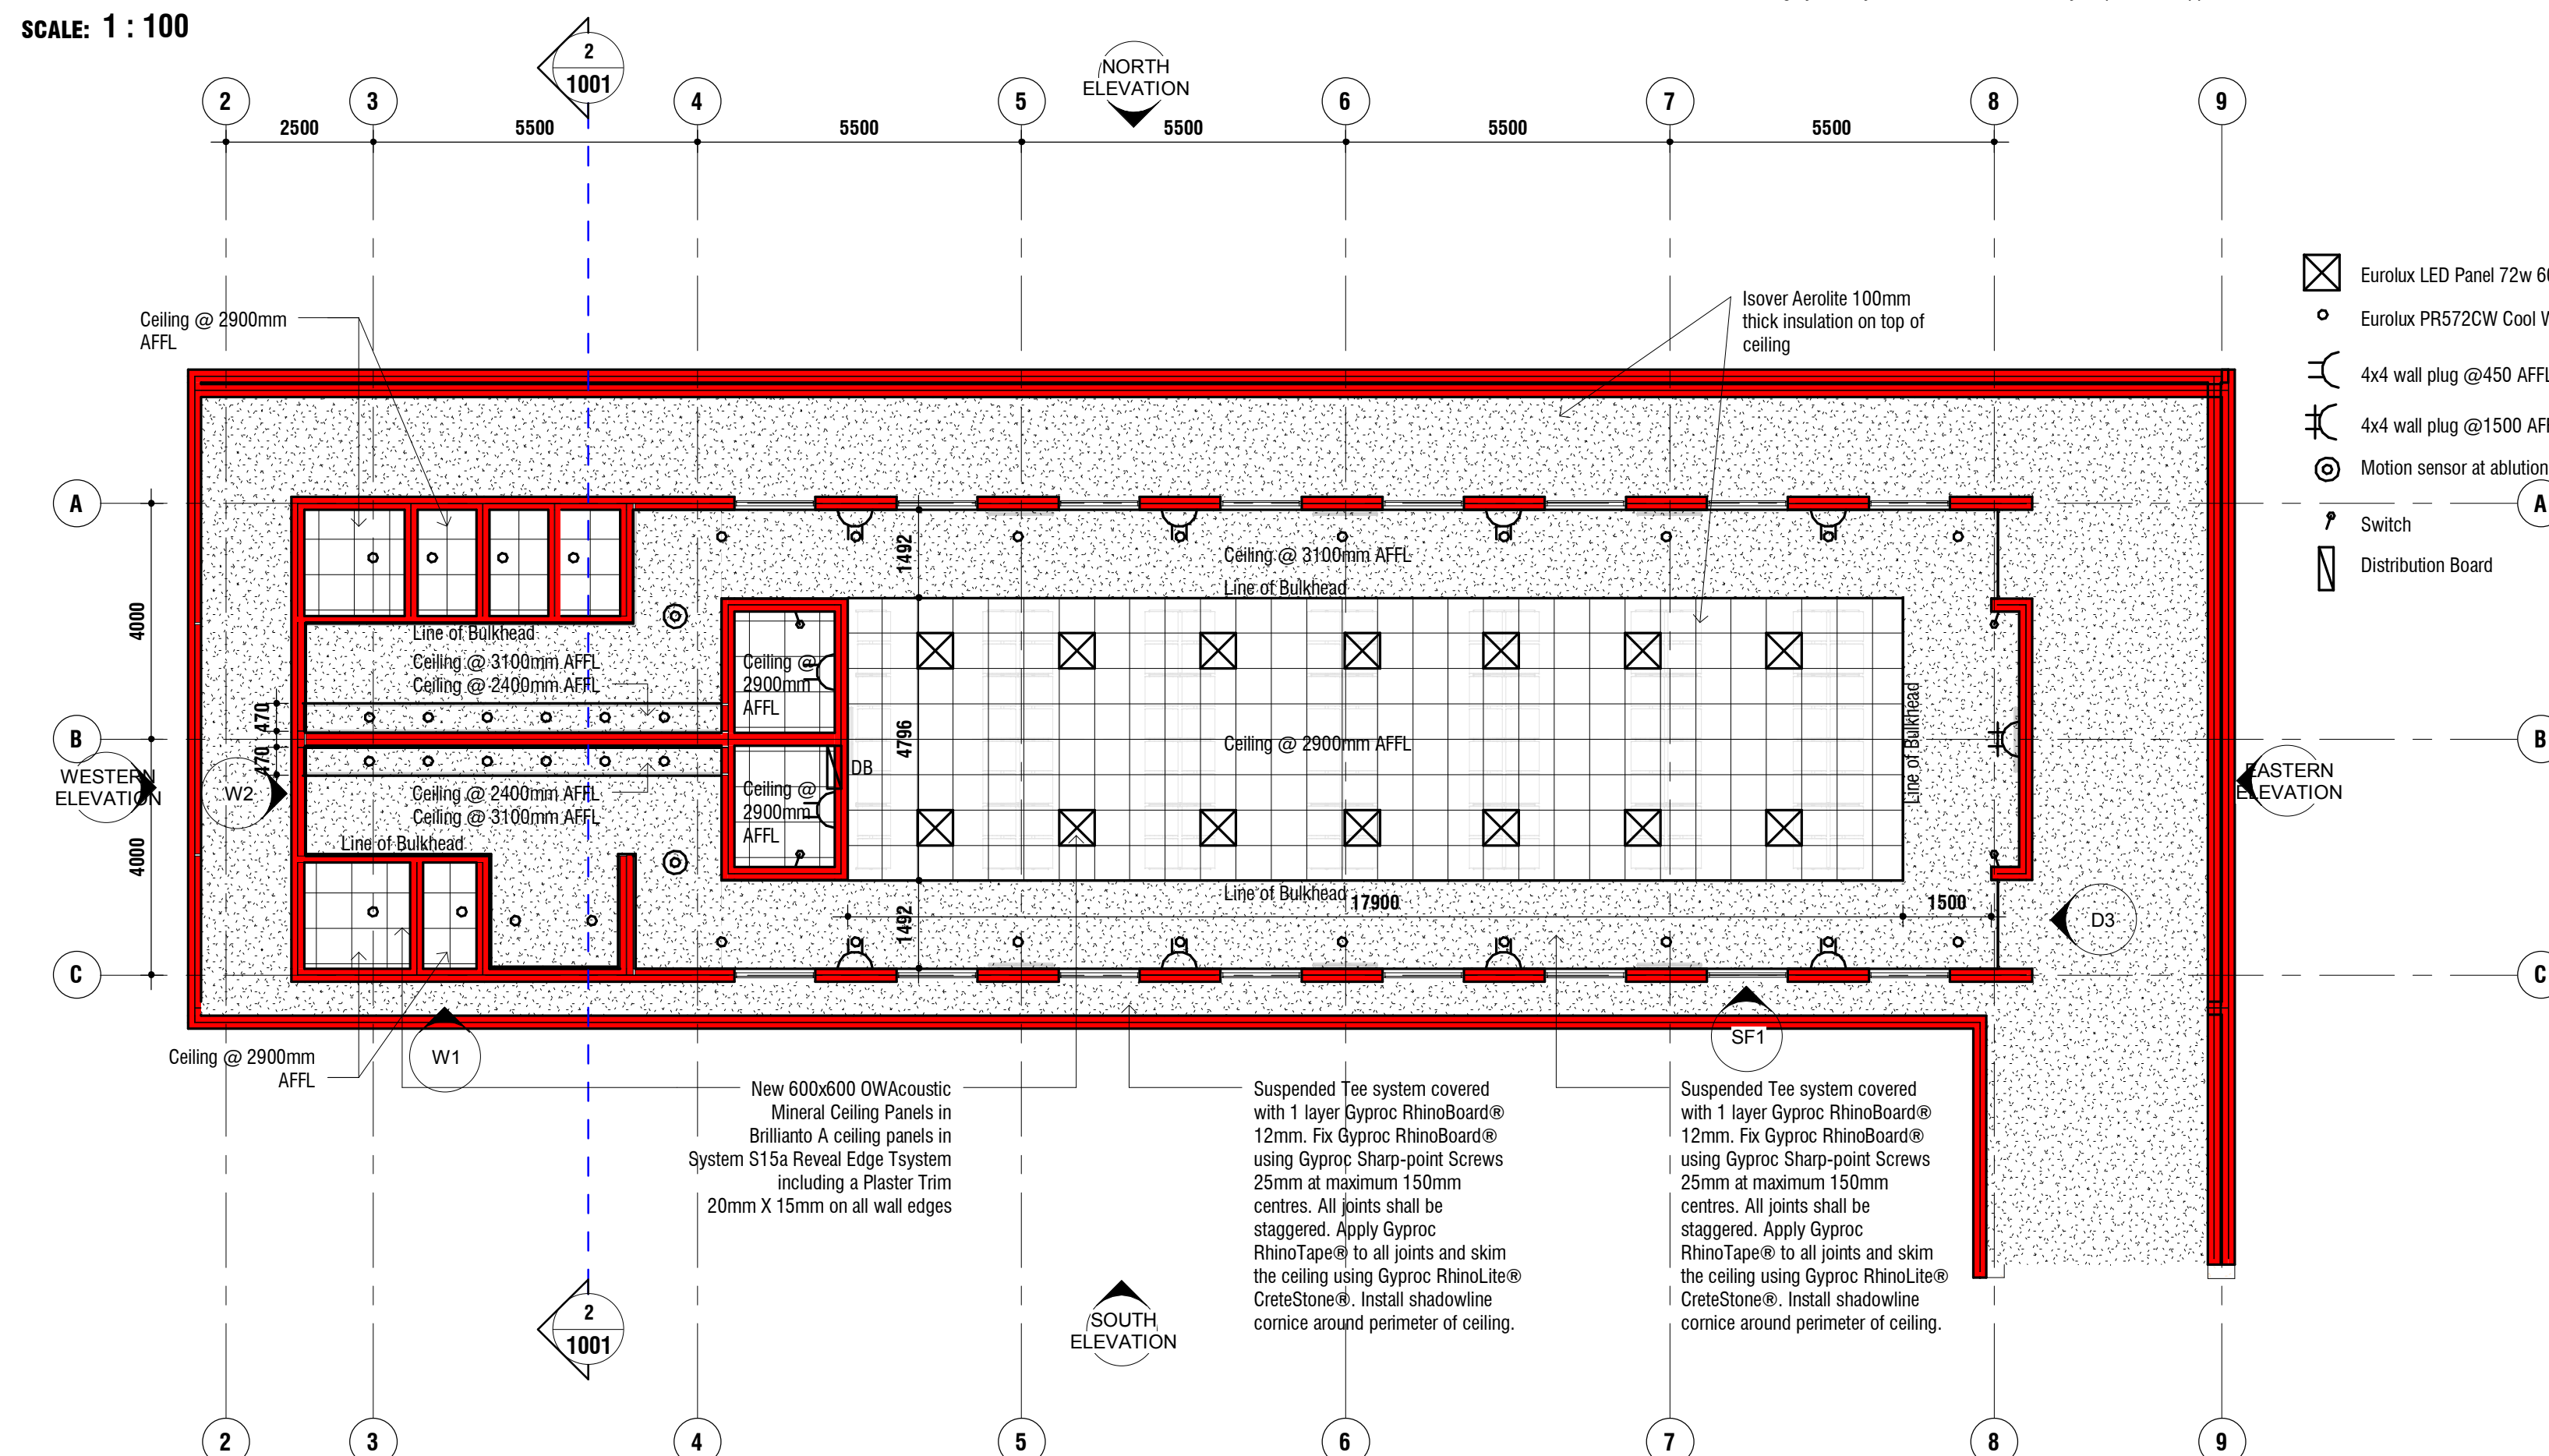 SCALE: 1 : 100
2
1001
NORTH
ELEVATION
2
3
4
5
6
7
8
9
2500
5500
5500
5500
5500
5500
Ceiling @ 2900mm
AFFL
Isover Aerolite 100mm
thick insulation on top of
ceiling
Eurolux LED Panel 72w
Eurolux PR572CW Cool
4x4 wall plug @450 AFFL
4x4 wall plug @1500
Motion sensor at ablution
Switch
Distribution Board
A
A
4000
1492
Ceiling @ 3100mm AFFL
Line of Bulkhead
Line of Bulkhead
Ceiling @ 3100mm AFFL
Ceiling @ 2400mm AFFL
Ceiling @
2900mm
AFFL
470
B
470
4796
Ceiling @ 2900mm AFFL
Line of Bulkhead
B
WESTERN
ELEVATION
W2
DB
EASTERN
ELEVATION
Ceiling @ 2400mm AFFL
Ceiling @ 3100mm AFFL
Ceiling @
2900mm
AFFL
Line of Bulkhead
4000
Line of Bulkhead
17900
1500
1492
D3
C
C
Ceiling @ 2900mm
AFFL
W1
SF1
New 600x600 OWAcoustic
Mineral Ceiling Panels in
Brillianto A ceiling panels in
System S15a Reveal Edge Tsystem
including a Plaster Trim
20mm X 15mm on all wall edges
Suspended Tee system covered
with 1 layer Gyproc RhinoBoard®
12mm. Fix Gyproc RhinoBoard®
using Gyproc Sharp-point Screws
25mm at maximum 150mm
centres. All joints shall be
staggered. Apply Gyproc
RhinoTape® to all joints and skim
the ceiling using Gyproc RhinoLite®
CreteStone®. Install shadowline
cornice around perimeter of ceiling.
Suspended Tee system covered
with 1 layer Gyproc RhinoBoard®
12mm. Fix Gyproc RhinoBoard®
using Gyproc Sharp-point Screws
25mm at maximum 150mm
centres. All joints shall be
staggered. Apply Gyproc
RhinoTape® to all joints and skim
the ceiling using Gyproc RhinoLite®
CreteStone®. Install shadowline
cornice around perimeter of ceiling.
2
1001
SOUTH
ELEVATION
2
3
4
5
6
7
8
9